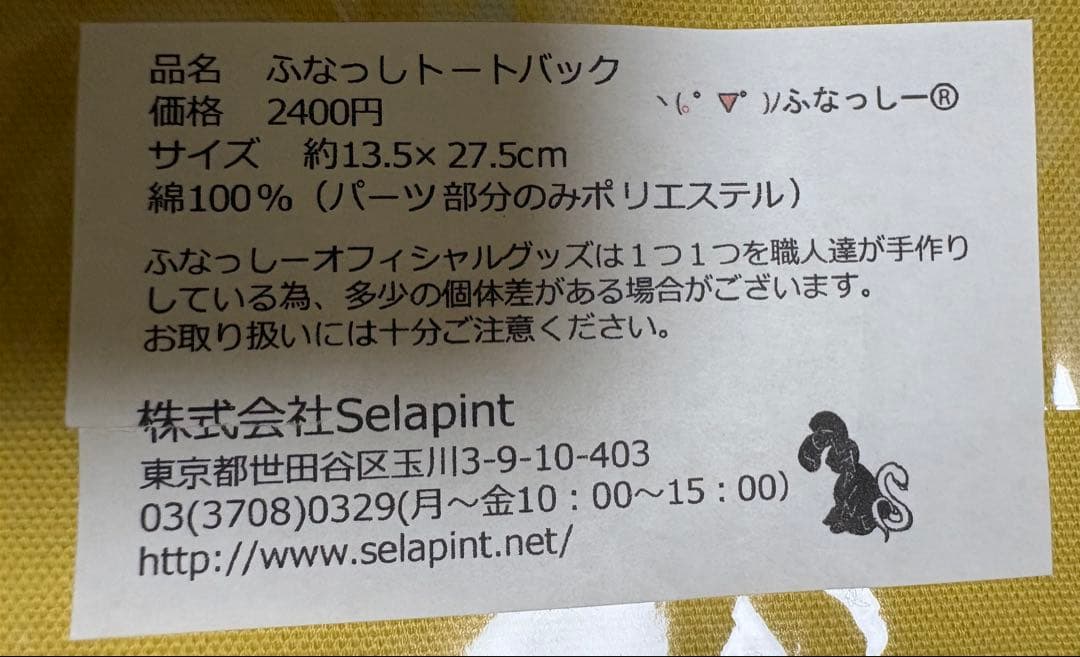 品名　ふなっしトートバック
価格　2400円
ヽ(｡ﾟ ▽ﾟ )ﾉふなっしー®
サイズ　約13.5× 27.5cm
綿100%（パーツ部分のみポリエステル）
ふなっしーオフィシャルグッズは１つ１つを職人達が手作り
している為、多少の個体差がある場合がございます。
お取り扱いには十分ご注意ください。
株式会社Selapint
東京都世田谷区玉川3-9-10-403
03(3708)0329(月～金10：00～15：00)
http://www.selapint.net/